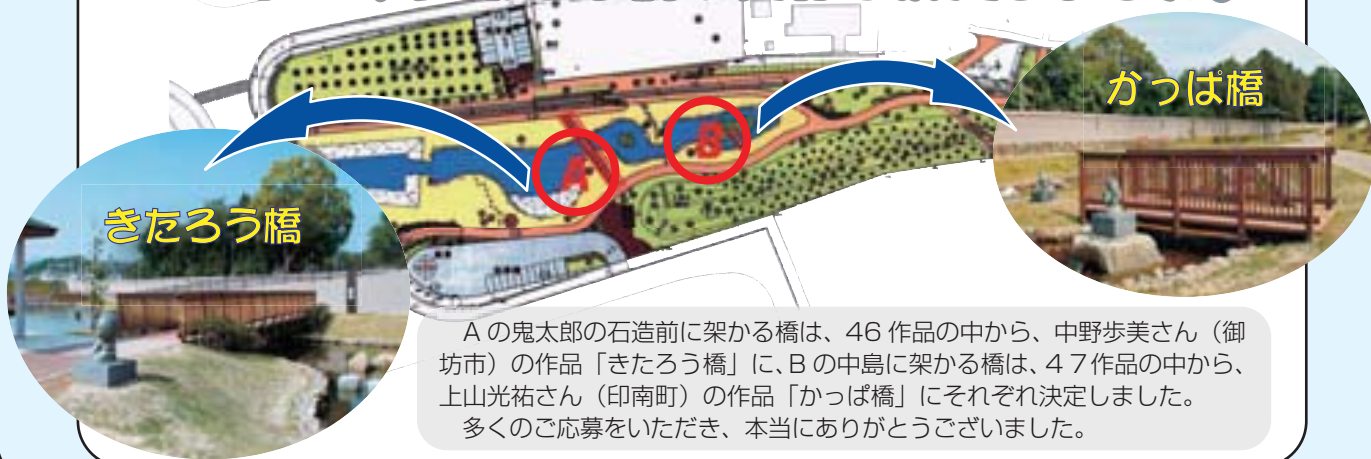 かっぱ橋
A
B
きたろう橋
Aの鬼太郎の石造前に架かる橋は、46作品の中から、中野歩美さん（御
坊市）の作品「きたろう橋」に、Bの中島に架かる橋は、47作品の中から、
上山光祐さん（印南町）の作品「かっぱ橋」にそれぞれ決定しました。
多くのご応募をいただき、本当にありがとうございました。